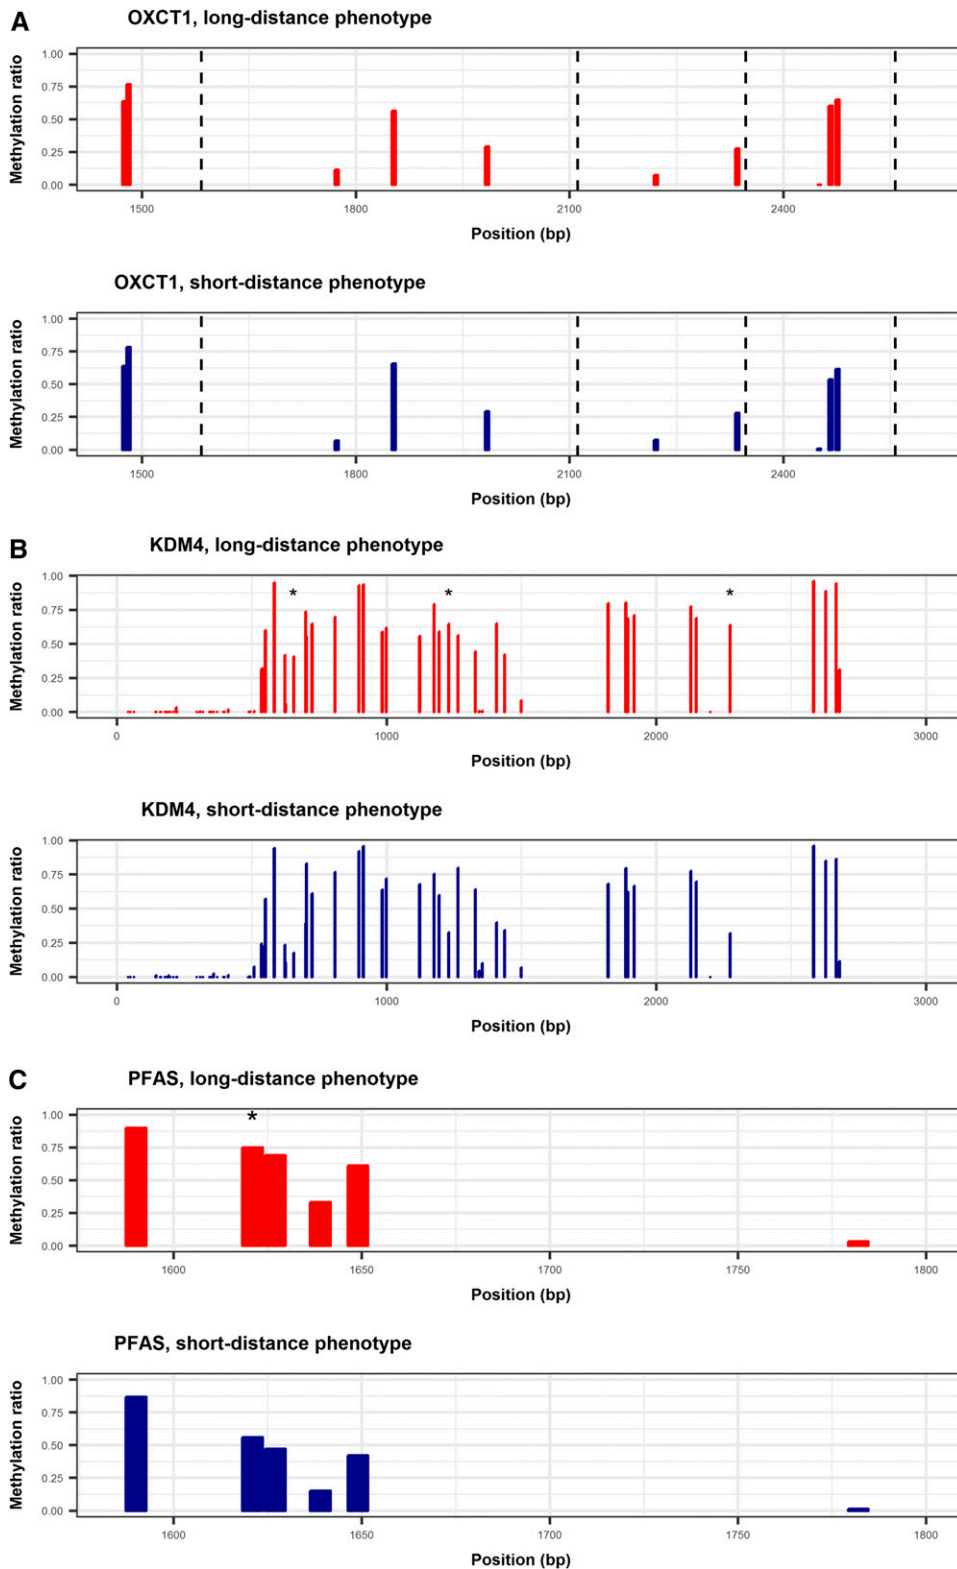 A
OXCT1, long-distance phenotype
Methylation ratio
1.00
0.75
0.50
0.25
0.00
1500 1800 2100 2400
Position (bp)
OXCT1, short-distance phenotype
Methylation ratio
1.00
0.75
0.50
0.25
0.00
1500 1800 2100 2400
Position (bp)
B
KDM4, long-distance phenotype
Methylation ratio
1.00
* * *
0.75
0.50
0.25
0.00
0 1000 2000 3000
Position (bp)
KDM4, short-distance phenotype
Methylation ratio
1.00
0.75
0.50
0.25
0.00
0 1000 2000 3000
Position (bp)
C
PFAS, long-distance phenotype
Methylation ratio
1.00
*
0.75
0.50
0.25
0.00
1600 1650 1700 1750 1800
Position (bp)
PFAS, short-distance phenotype
Methylation ratio
1.00
0.75
0.50
0.25
0.00
1600 1650 1700 1750 1800
Position (bp)